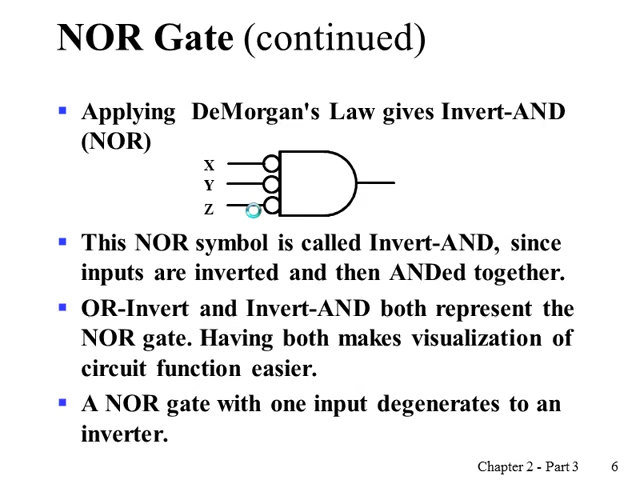 NOR Gate (continued)
Applying DeMorgan's Law gives Invert-AND
(NOR)
X
Y
Z
This NOR symbol is called Invert-AND, since
inputs are inverted and then ANDed together.
OR-Invert and Invert-AND both represent the
NOR gate. Having both makes visualization of
circuit function easier.
A NOR gate with one input degenerates to an
inverter.
Chapter 2 - Part 3 6